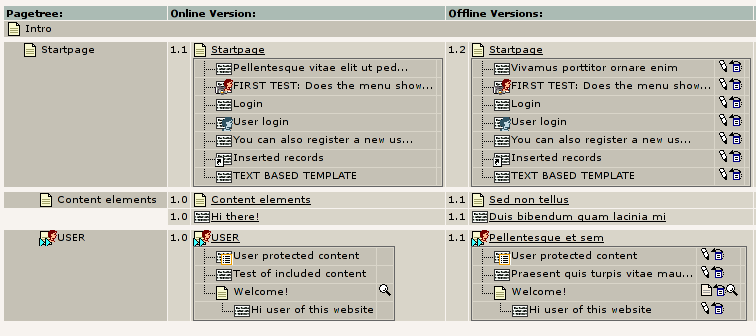 Pagetree: Online Version: Offline Versions:
Intro
Startpage 1.1 Startpage 1.2 Startpage
Pellentesque vitae elit ut ped... Vivamus porttitor ornare enim
FIRST TEST: Does the menu show... FIRST TEST: Does the menu show...
Login Login
User login User login
You can also register a new us... You can also register a new us...
Inserted records Inserted records
TEXT BASED TEMPLATE TEXT BASED TEMPLATE
Content elements 1.0 Content elements 1.1 Sed non tellus
1.0 Hi there! 1.1 Duis bibendum quam lacinia mi
USER 1.0 USER 1.1 Pellentesque et sem
User protected content User protected content
Test of included content Praesent quis turpis vitae mau...
Welcome! Welcome!
Hi user of this website Hi user of this website